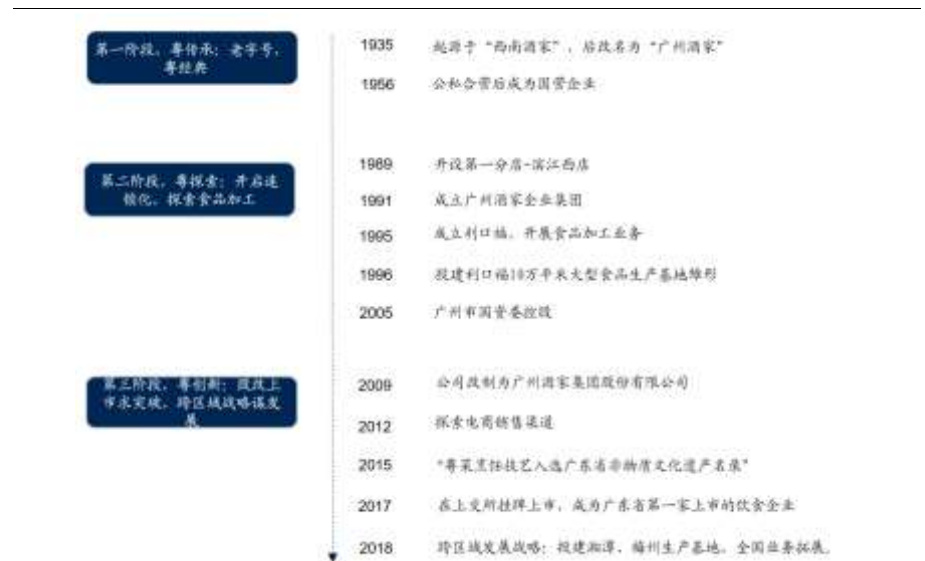 第一阶段，粤传承：老字号，
粤经典
1935 起源于“西南酒家”，后改名为“广州酒家”
1956 公私合营后成为国营企业
第二阶段，粤探索：开启连
锁化，探索食品加工
1989 开设第一分店-滨江西店
1991 成立广州酒家企业集团
1995 成立利口福，开展食品加工业务
1996 投建利口福10万平米大型食品生产基地雏形
2005 广州市国资委控股
第三阶段，粤创新：股改上
市求突破，跨区域战略谋发
展
2009 公司改制为广州酒家集团股份有限公司
2012 探索电商销售渠道
2015 “粤菜烹饪技艺入选广东省非物质文化遗产名录”
2017 在上交所挂牌上市，成为广东省第一家上市的饮食企业
2018 跨区域发展战略：投建湘潭、梅州生产基地，全国业务拓展。